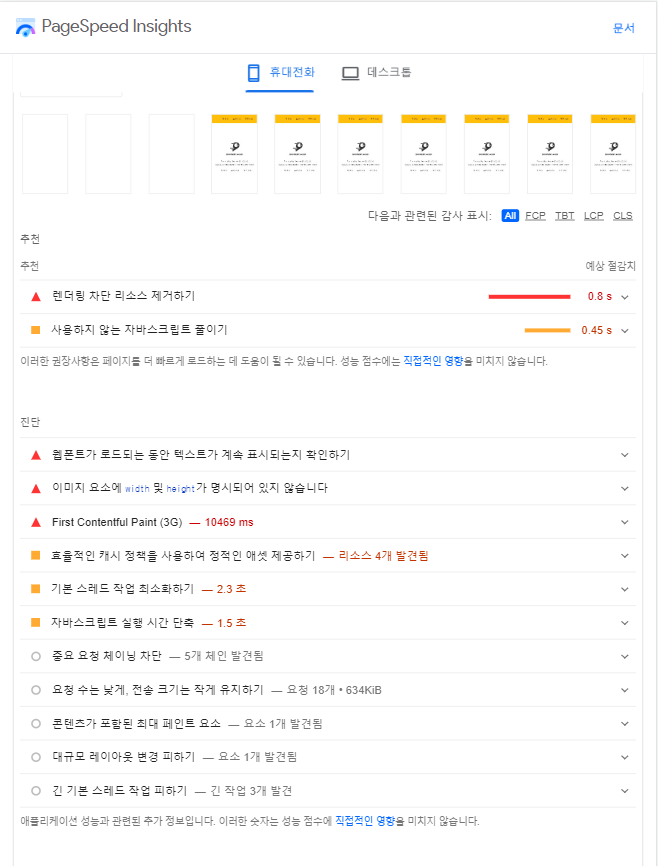 PageSpeed Insights
문서
휴대전화
데스크톱
다음과 관련된 감사 표시: All FCP TBT LCP CLS
추천
추천 예상 절감치
렌더링 차단 리소스 제거하기 0.8 s
사용하지 않는 자바스크립트 줄이기 0.45 s
이러한 권장사항은 페이지를 더 빠르게 로드하는 데 도움이 될 수 있습니다. 성능 점수에는 직접적인 영향을 미치지 않습니다.
진단
웹폰트가 로드되는 동안 텍스트가 계속 표시되는지 확인하기
이미지 요소에 width 및 height가 명시되어 있지 않습니다
First Contentful Paint (3G) — 10469 ms
효율적인 캐시 정책을 사용하여 정적인 애셋 제공하기 — 리소스 4개 발견됨
기본 스레드 작업 최소화하기 — 2.3 초
자바스크립트 실행 시간 단축 — 1.5 초
중요 요청 체이닝 차단 — 5개 체인 발견됨
요청 수는 낮게, 전송 크기는 작게 유지하기 — 요청 18개 • 634KiB
콘텐츠가 포함된 최대 페인트 요소 — 요소 1개 발견됨
대규모 레이아웃 변경 피하기 — 요소 1개 발견됨
긴 기본 스레드 작업 피하기 — 긴 작업 3개 발견
애플리케이션 성능과 관련된 추가 정보입니다. 이러한 숫자는 성능 점수에 직접적인 영향을 미치지 않습니다.